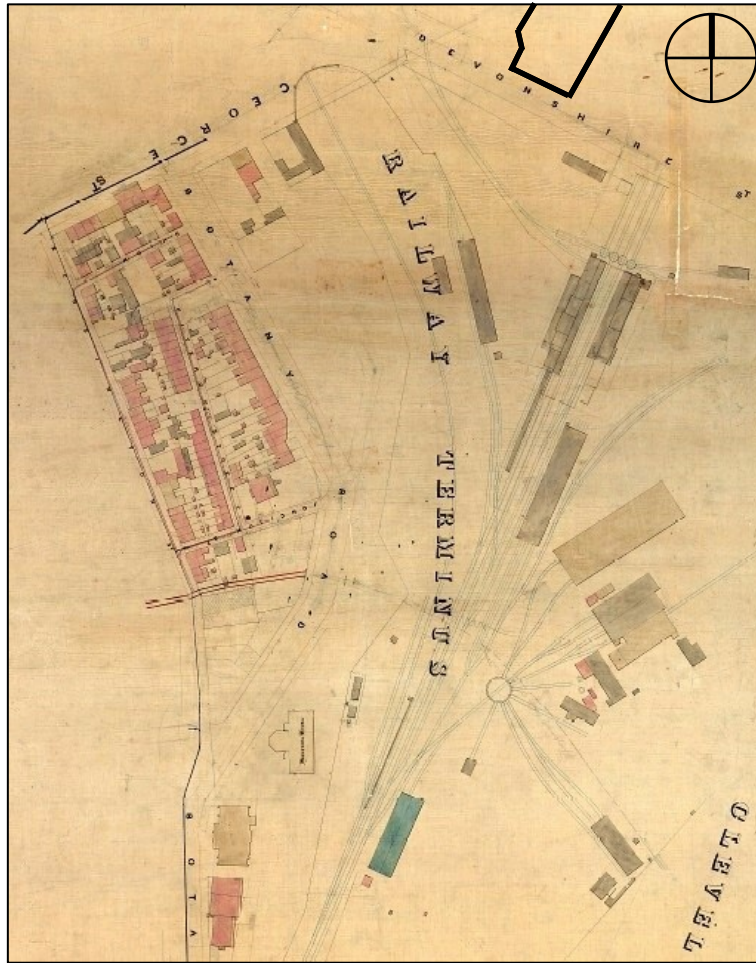 DEVONSHIRE ST
GEORGE ST
RAILWAY TERMINUS
BOTANY ROAD
BOTA
CLEVEL